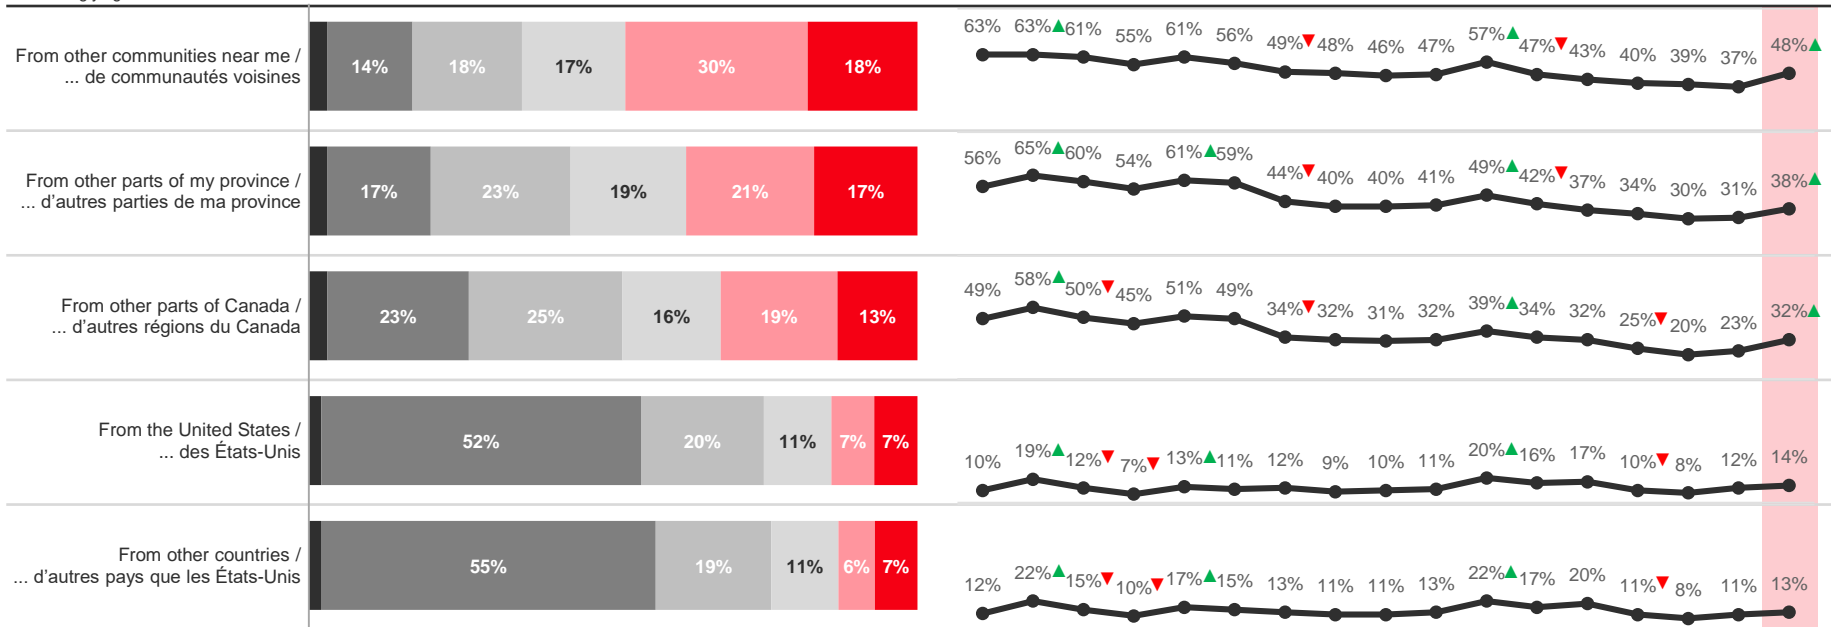 From other communities near me /
... de communautés voisines
14% 18% 17% 30% 18%
63% 63% 61% 55% 61% 56% 49% 48% 46% 47% 57% 47% 43% 40% 39% 37% 48%
From other parts of my province /
... d'autres parties de ma province
17% 23% 19% 21% 17%
56% 65% 60% 54% 61% 59% 44% 40% 40% 41% 49% 42% 37% 34% 30% 31% 38%
From other parts of Canada /
... d'autres régions du Canada
23% 25% 16% 19% 13%
49% 58% 50% 45% 51% 49% 34% 32% 31% 32% 39% 34% 32% 25% 20% 23% 32%
From the United States /
... des États-Unis
52% 20% 11% 7% 7%
10% 19% 12% 7% 13% 11% 12% 9% 10% 11% 20% 16% 17% 10% 8% 12% 14%
From other countries /
... d'autres pays que les États-Unis
55% 19% 11% 6% 7%
12% 22% 15% 10% 17% 15% 13% 11% 11% 13% 22% 17% 20% 11% 8% 11% 13%